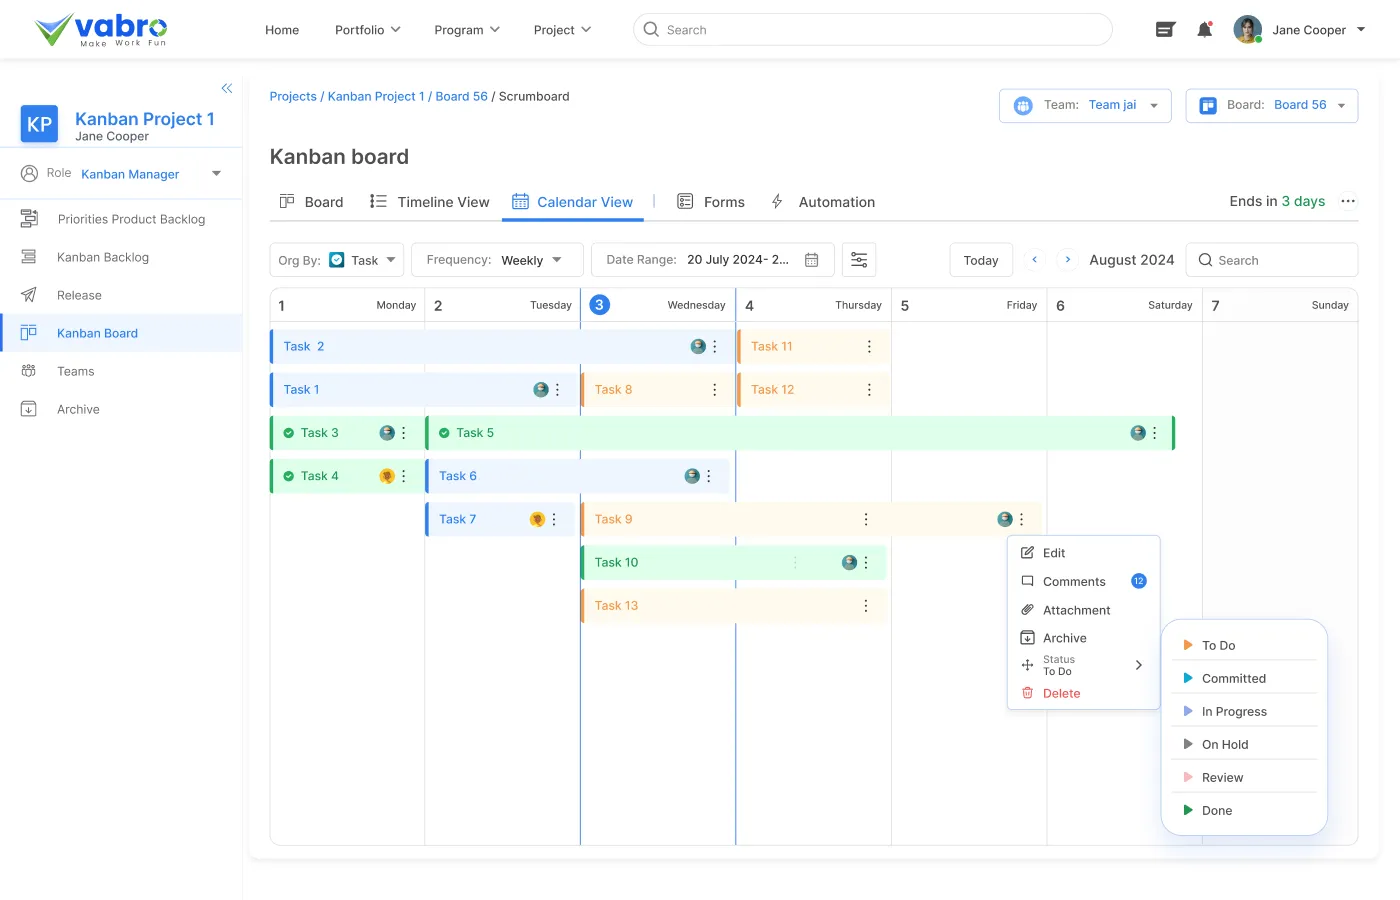 vabro
Make Work Fun
Home
Portfolio
Program
Project
Search
Jane Cooper
KP
Kanban Project 1
Jane Cooper
Role Kanban Manager
Priorities Product Backlog
Kanban Backlog
Release
Kanban Board
Teams
Archive
Projects / Kanban Project 1 / Board 56 / Scrumboard
Team: Team jai
Board: Board 56
Kanban board
Board
Timeline View
Calendar View
Forms
Automation
Ends in 3 days
Org By: Task
Frequency: Weekly
Date Range: 20 July 2024- 2...
Today
August 2024
Search
1 Monday
2 Tuesday
3 Wednesday
4 Thursday
5 Friday
6 Saturday
7 Sunday
Task 2
Task 11
Task 1
Task 8
Task 12
Task 3
Task 5
Task 4
Task 6
Task 7
Task 9
Task 10
Task 13
Edit
Comments 12
Attachment
Archive
Status
To Do
Delete
To Do
Committed
In Progress
On Hold
Review
Done